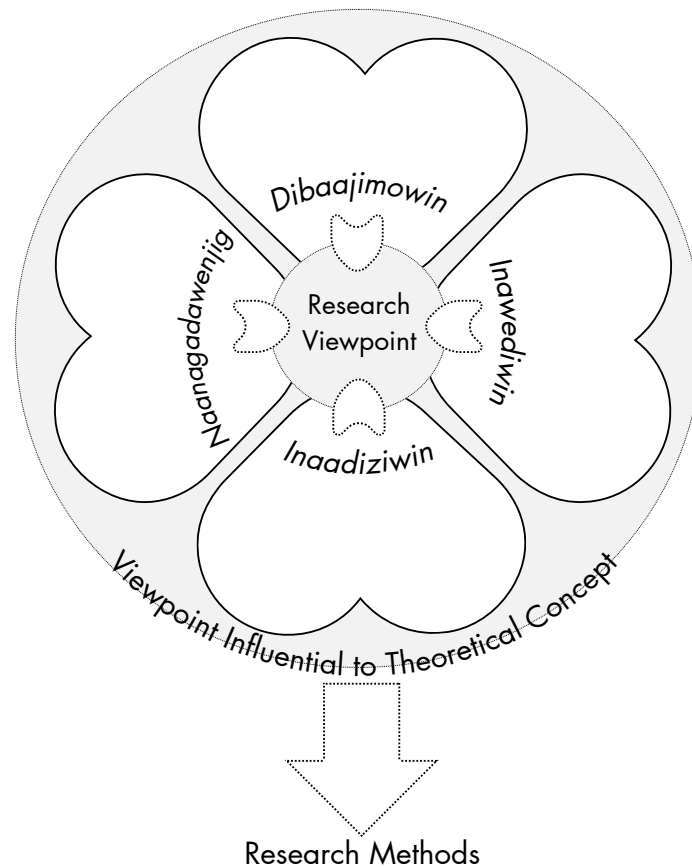 Dibaajimowin
Naanagadawenjig
Research
Viewpoint
Inawediwin
Inaadiziwin
Viewpoint Influential to Theoretical Concept
Research Methods